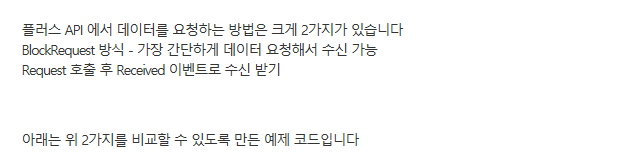 플러스 API 에서 데이터를 요청하는 방법은 크게 2가지가 있습니다
BlockRequest 방식 - 가장 간단하게 데이터 요청해서 수신 가능
Request 호출 후 Received 이벤트로 수신 받기
아래는 위 2가지를 비교할 수 있도록 만든 예제 코드입니다